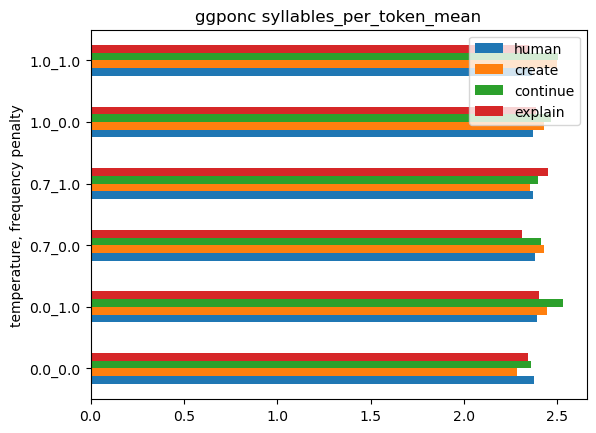 ggponc syllables_per_token_mean
human
create
continue
explain
temperature, frequency penalty
1.0_1.0
1.0_0.0
0.7_1.0
0.7_0.0
0.0_1.0
0.0_0.0
0.0 0.5 1.0 1.5 2.0 2.5